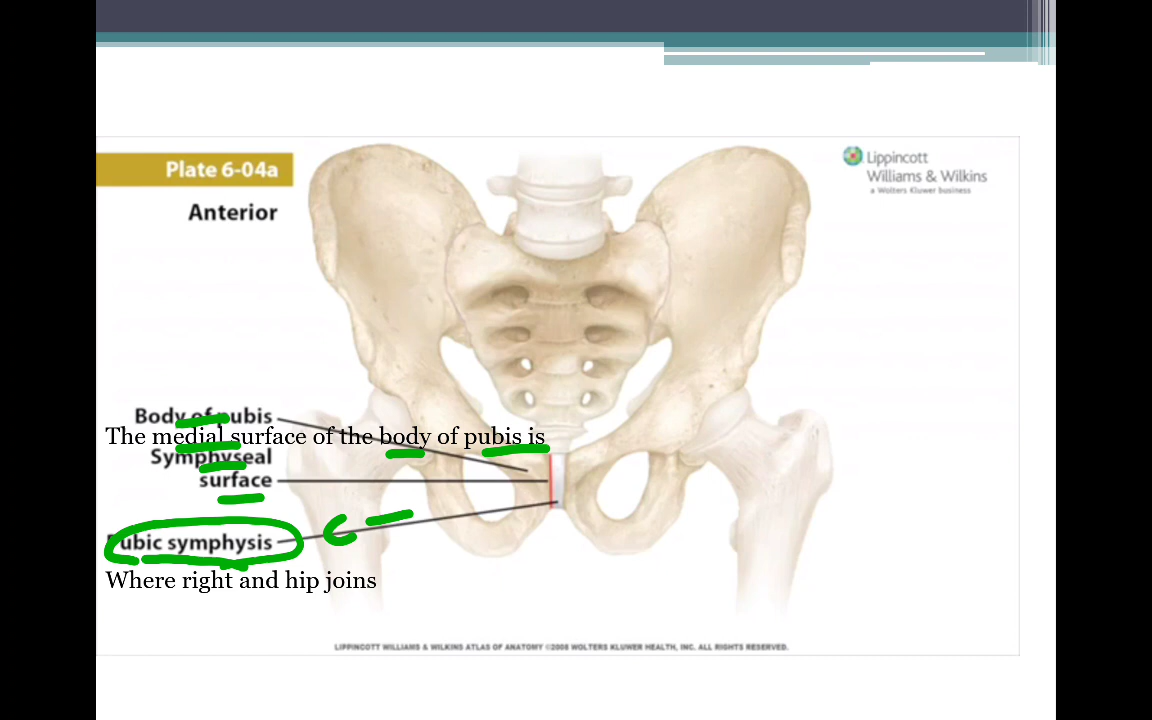 Plate 6-04a
Anterior
Lippincott
Williams & Wilkins
a Wolters Kluwer business
Body of pubis
The medial surface of the body of pubis is
Symphyseal
surface
Pubic symphysis
Where right and hip joins
LIPPINCOTT WILLIAMS & WILKINS ATLAS OF ANATOMY ©2008 WOLTERS KLUWER HEALTH, INC. ALL RIGHTS RESERVED.